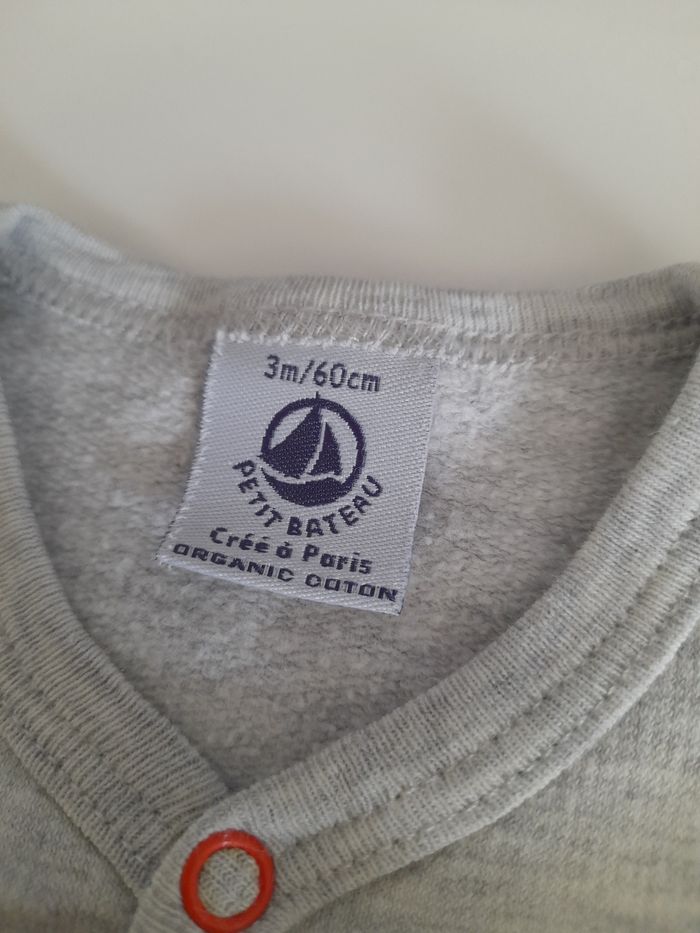 3m/60cm
PETIT BATEAU
Créé à Paris
ORGANIC COTON